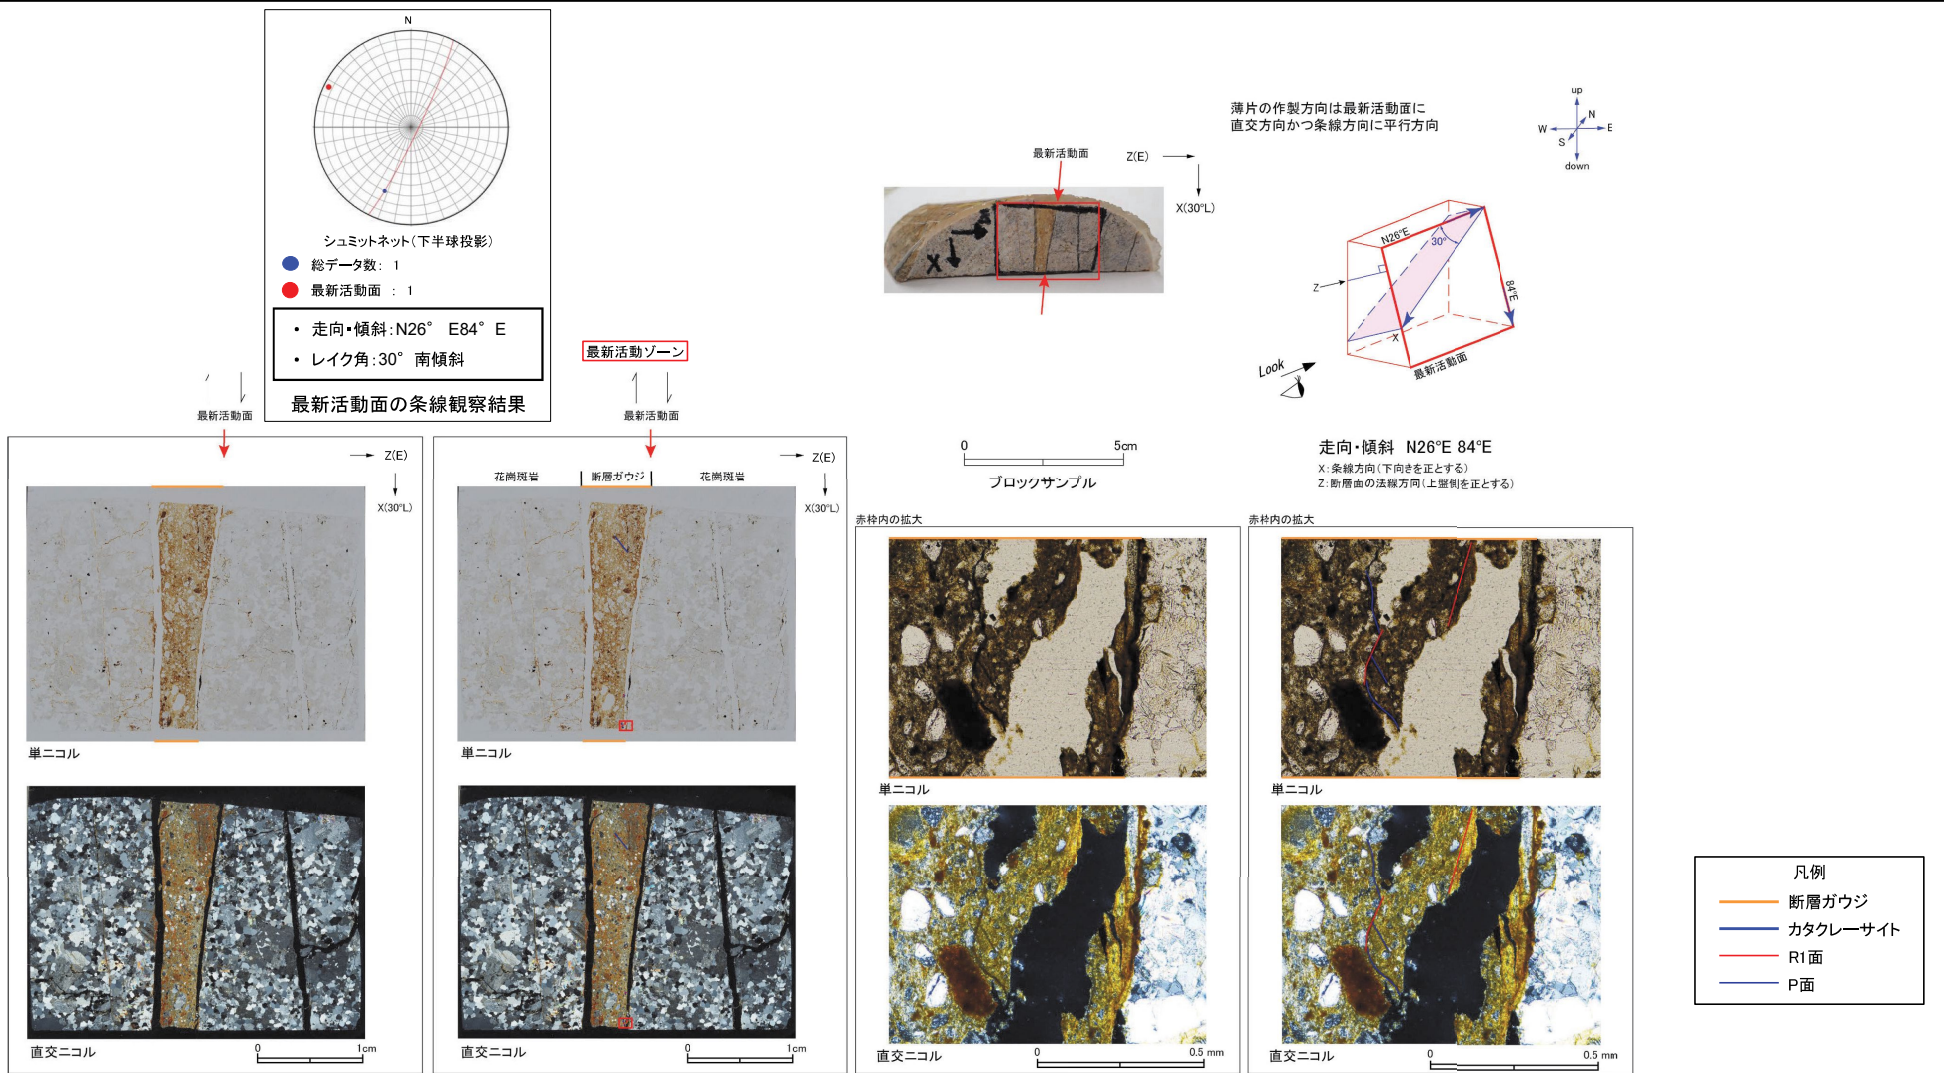 N
シュミットネット(下半球投影)
総データ数: 1
最新活動面 : 1
• 走向・傾斜:N26° E84° E
• レイク角:30° 南傾斜
最新活動面の条線観察結果
最新活動面
最新活動ゾーン
最新活動面
Z(E)
X(30°L)
単ニコル
直交ニコル
0 1cm
Z(E)
X(30°L)
花崗斑岩 断層ガウジ 花崗斑岩
単ニコル
直交ニコル
0 1cm
最新活動面
Z(E)
X(30°L)
X
0 5cm
ブロックサンプル
薄片の作製方向は最新活動面に
直交方向かつ条線方向に平行方向
up
N
W E
S
down
N26°E
30°
84°E
Z
X
Look
最新活動面
走向・傾斜 N26°E 84°E
X:条線方向(下向きを正とする)
Z:断層面の法線方向(上盤側を正とする)
赤枠内の拡大
単ニコル
直交ニコル
0 0.5 mm
赤枠内の拡大
単ニコル
直交ニコル
0 0.5 mm
凡例
断層ガウジ
カタクレーサイト
R1面
P面